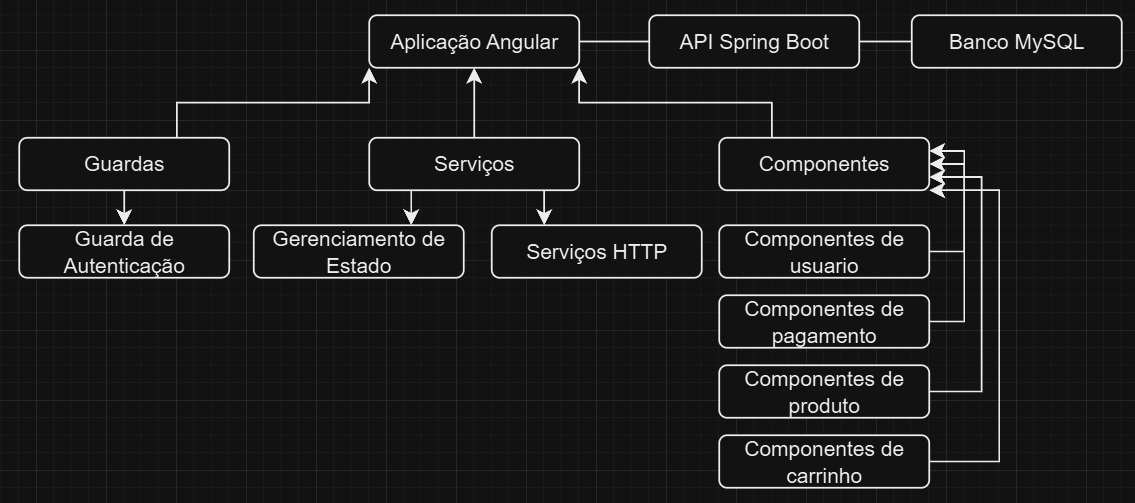 Aplicação Angular
API Spring Boot
Banco MySQL
Guardas
Serviços
Componentes
Guarda de
Autenticação
Gerenciamento de
Estado
Serviços HTTP
Componentes de
usuario
Componentes de
pagamento
Componentes de
produto
Componentes de
carrinho